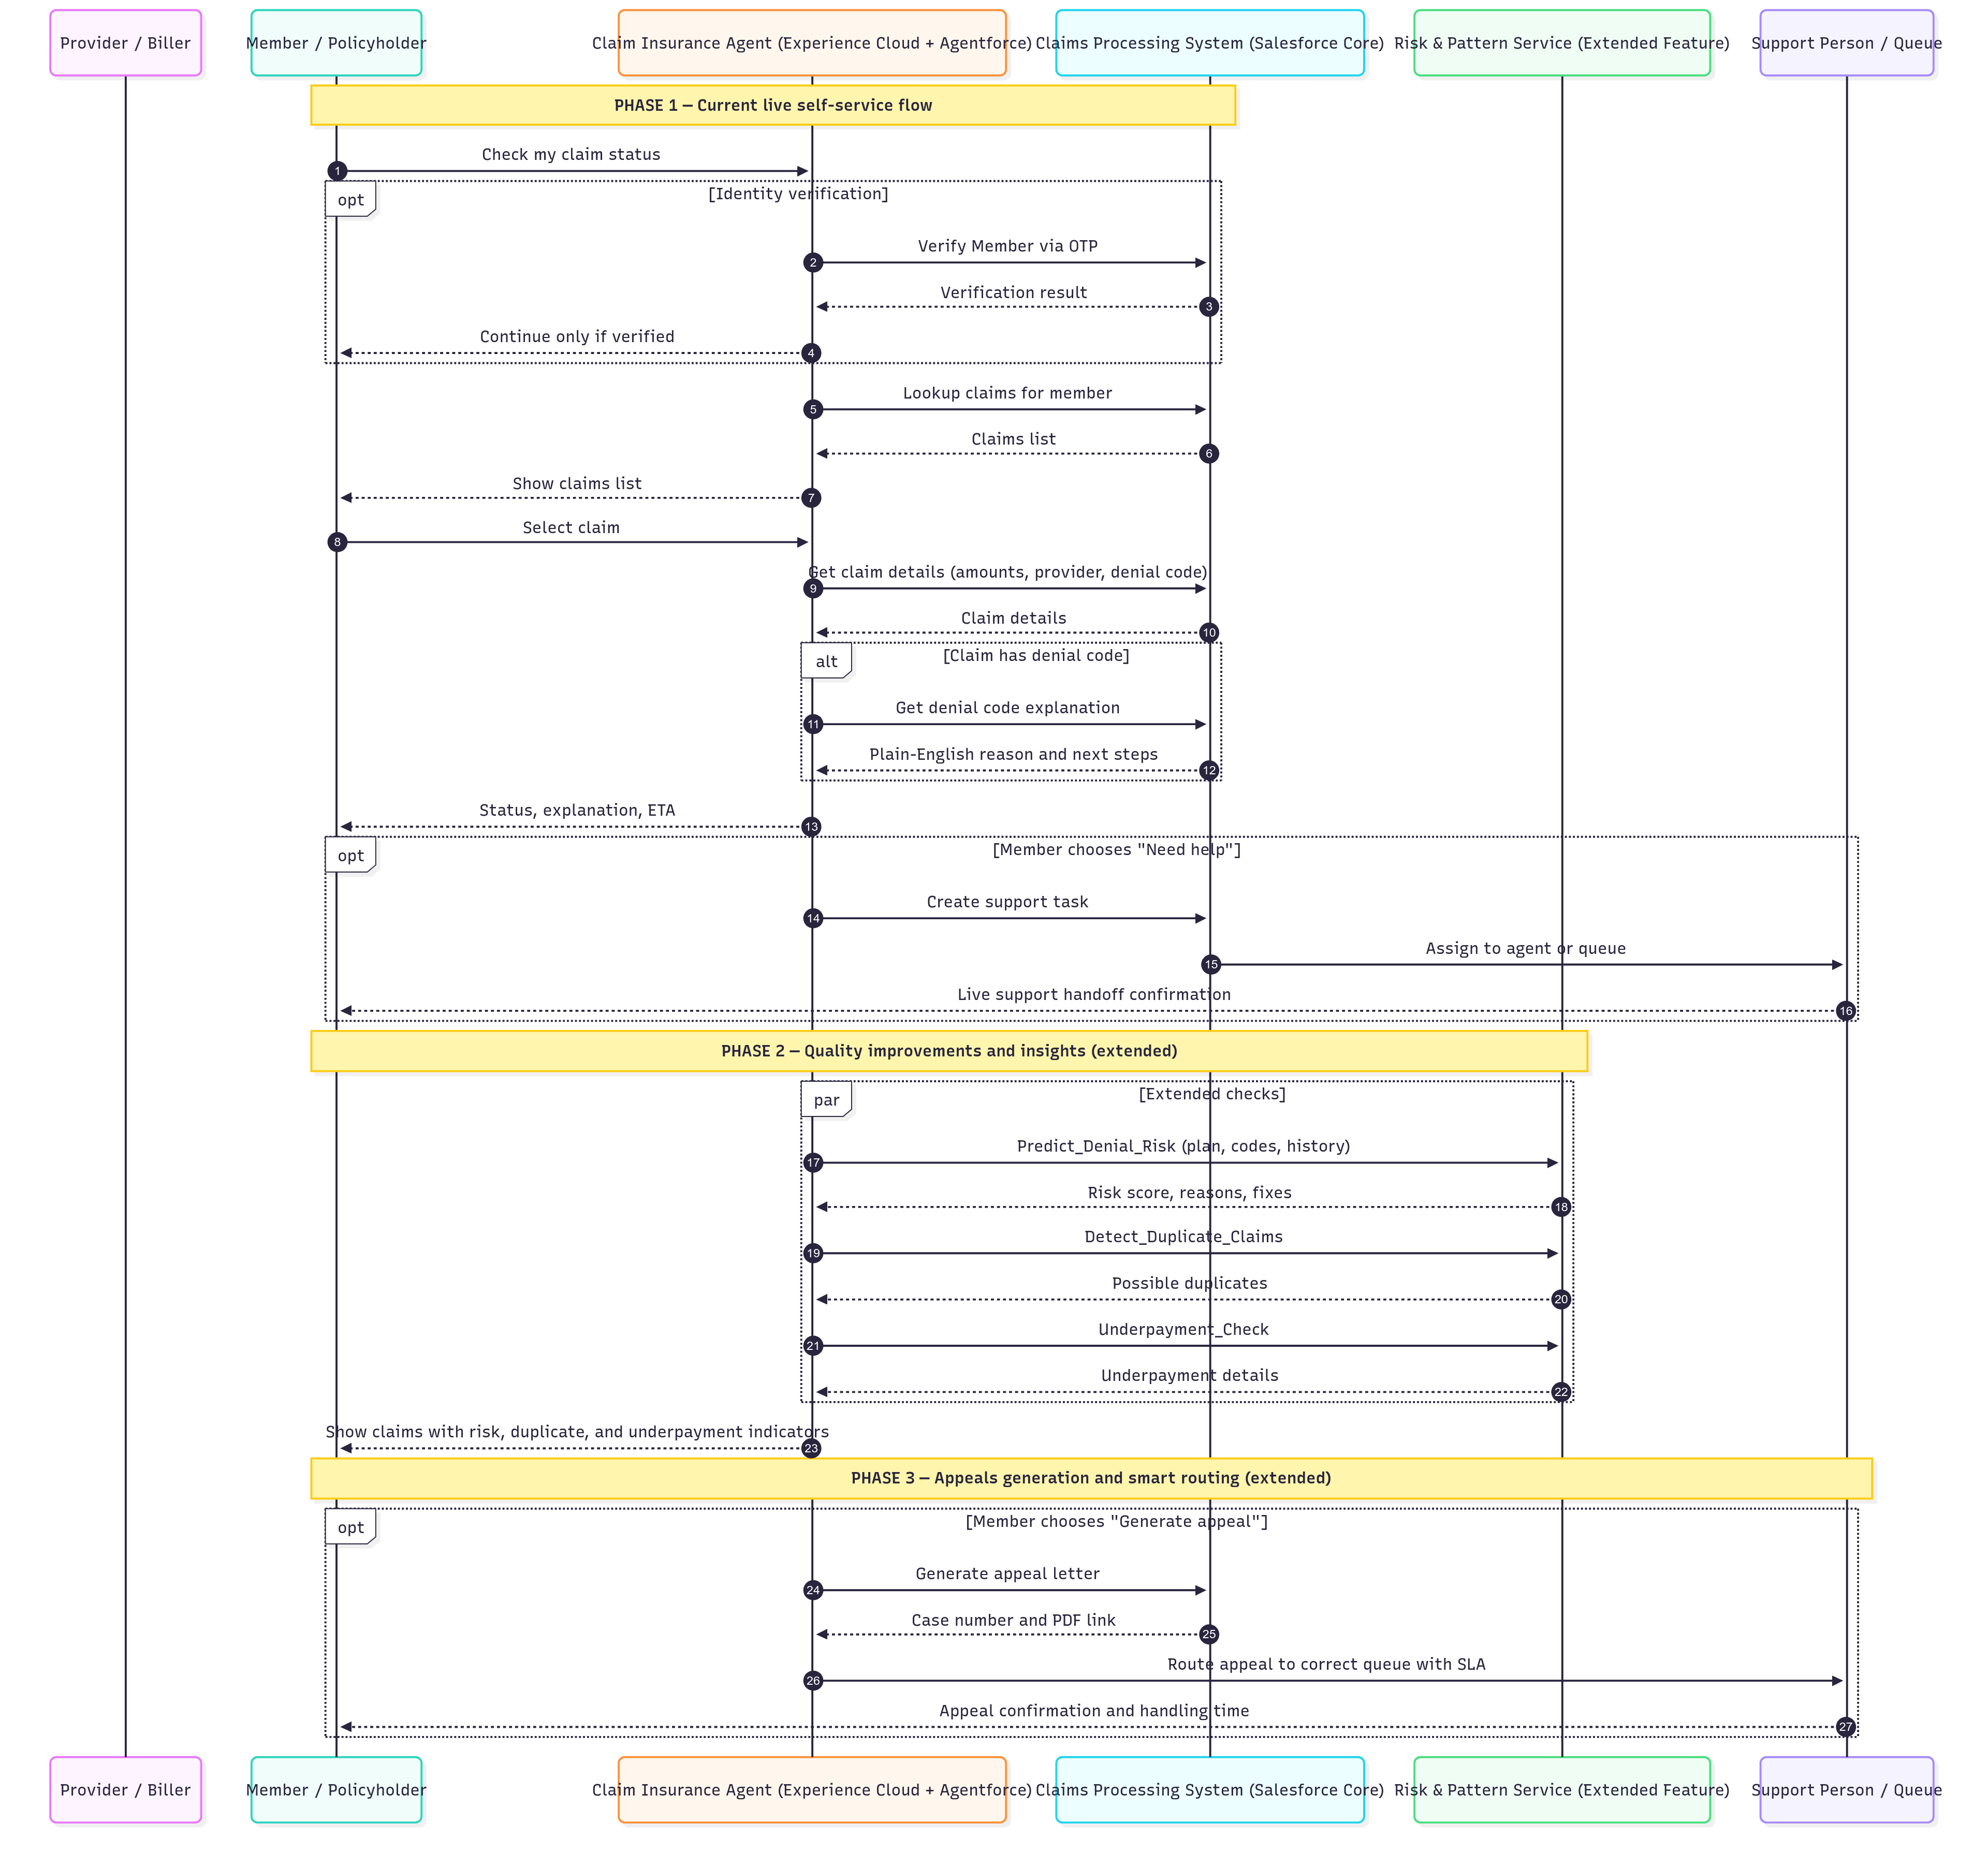 Provider / Biller
Member / Policyholder
Claim Insurance Agent (Experience Cloud + Agentforce)
Claims Processing System (Salesforce Core)
Risk & Pattern Service (Extended Feature)
Support Person / Queue
PHASE 1 — Current live self-service flow
Check my claim status
1
opt
[Identity verification]
Verify Member via OTP
2
Verification result
3
Continue only if verified
4
Lookup claims for member
5
Claims list
6
Show claims list
7
Select claim
8
Get claim details (amounts, provider, denial code)
9
Claim details
10
alt
[Claim has denial code]
Get denial code explanation
11
Plain-English reason and next steps
12
Status, explanation, ETA
13
opt
[Member chooses "Need help"]
Create support task
14
Assign to agent or queue
15
Live support handoff confirmation
16
PHASE 2 — Quality improvements and insights (extended)
par
[Extended checks]
Predict_Denial_Risk (plan, codes, history)
17
Risk score, reasons, fixes
18
Detect_Duplicate_Claims
19
Possible duplicates
20
Underpayment_Check
21
Underpayment details
22
Show claims with risk, duplicate, and underpayment indicators
23
PHASE 3 — Appeals generation and smart routing (extended)
opt
[Member chooses "Generate appeal"]
Generate appeal letter
24
Case number and PDF link
25
Route appeal to correct queue with SLA
26
Appeal confirmation and handling time
27
Provider / Biller
Member / Policyholder
Claim Insurance Agent (Experience Cloud + Agentforce)
Claims Processing System (Salesforce Core)
Risk & Pattern Service (Extended Feature)
Support Person / Queue